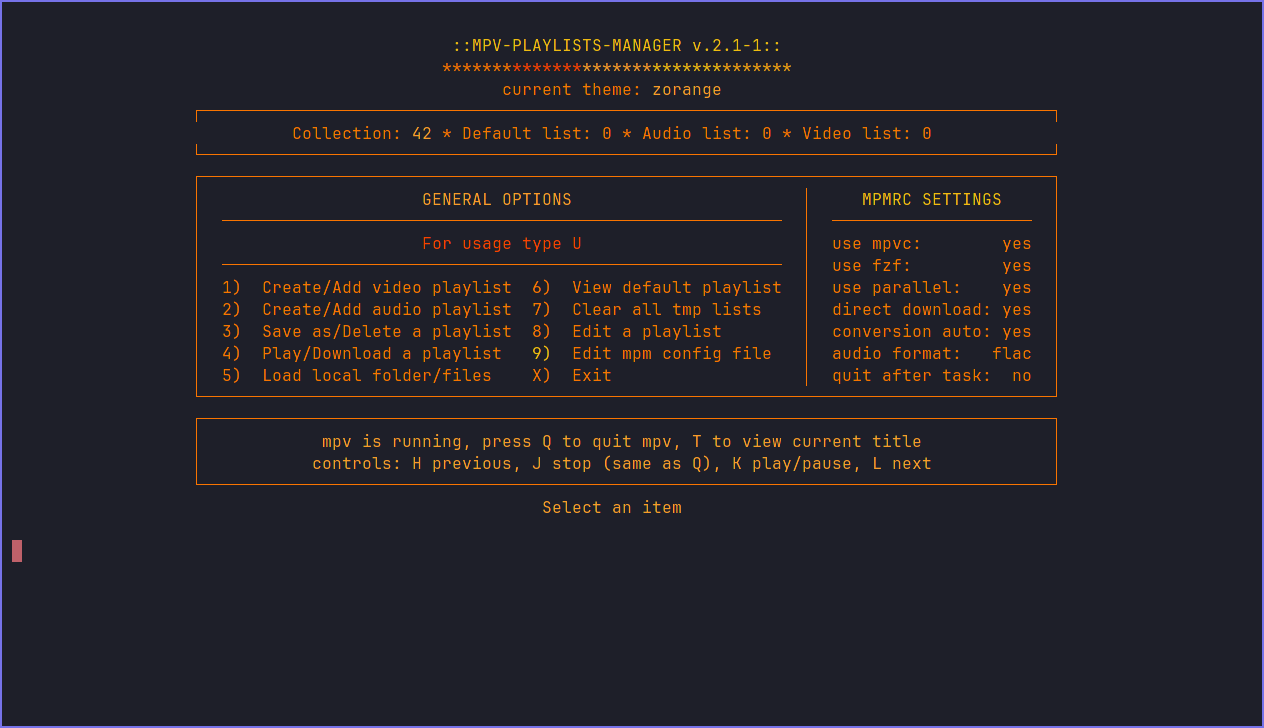 ::MPV-PLAYLISTS-MANAGER v.2.1-1::
***********************************
current theme: zorange
Collection: 42 * Default list: 0 * Audio list: 0 * Video list: 0
GENERAL OPTIONS
For usage type U
1) Create/Add video playlist 6) View default playlist
2) Create/Add audio playlist 7) Clear all tmp lists
3) Save as/Delete a playlist 8) Edit a playlist
4) Play/Download a playlist 9) Edit mpm config file
5) Load local folder/files X) Exit
MPMRC SETTINGS
use mpvc: yes
use fzf: yes
use parallel: yes
direct download: yes
conversion auto: yes
audio format: flac
quit after task: no
mpv is running, press Q to quit mpv, T to view current title
controls: H previous, J stop (same as Q), K play/pause, L next
Select an item